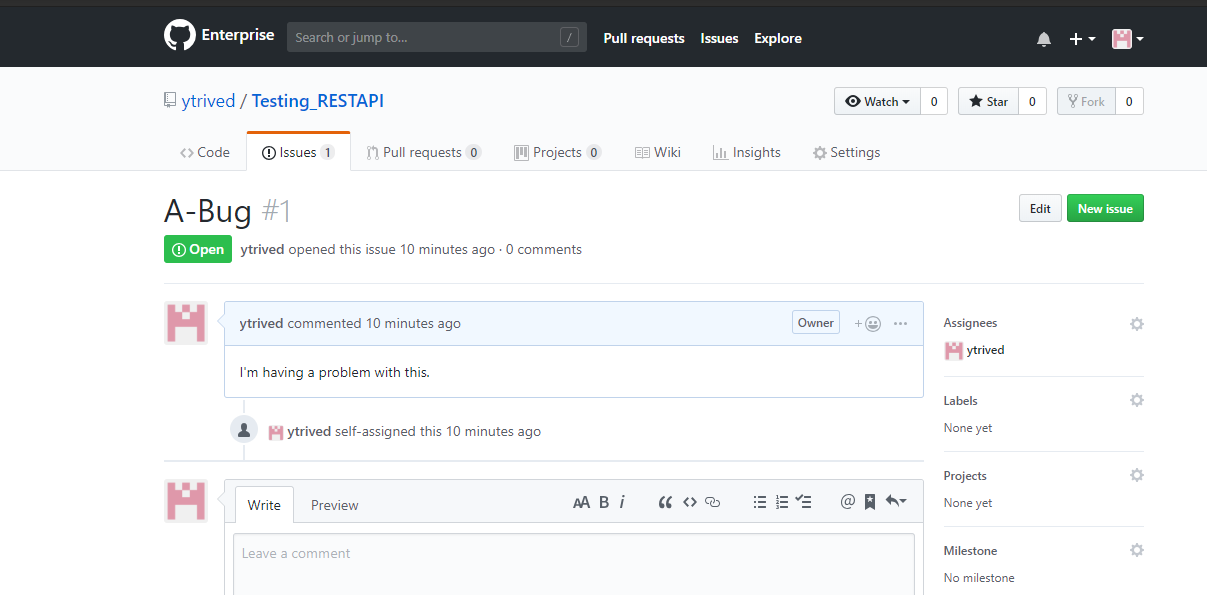 Enterprise Search or jump to... / Pull requests Issues Explore
ytrived / Testing_RESTAPI Watch 0 Star 0 Fork 0
Code Issues 1 Pull requests 0 Projects 0 Wiki Insights Settings
A-Bug #1 Edit New issue
Open ytrived opened this issue 10 minutes ago · 0 comments
ytrived commented 10 minutes ago Owner
I'm having a problem with this.
ytrived self-assigned this 10 minutes ago
Write Preview AA B i @
Leave a comment
Assignees
ytrived
Labels
None yet
Projects
None yet
Milestone
No milestone